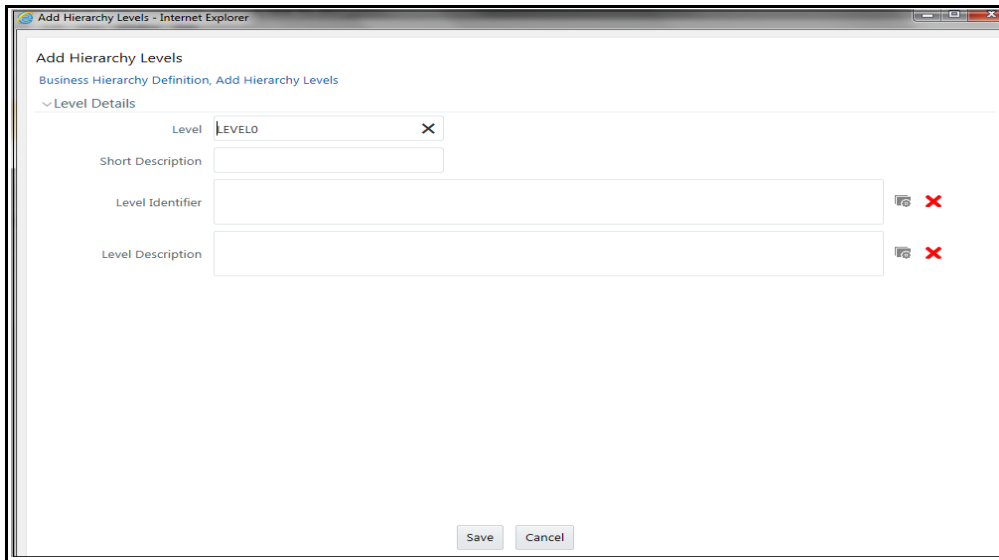 Add Hierarchy Levels - Internet Explorer
Add Hierarchy Levels
Business Hierarchy Definition, Add Hierarchy Levels
Level Details
Level LEVEL0
Short Description
Level Identifier
Level Description
Save Cancel